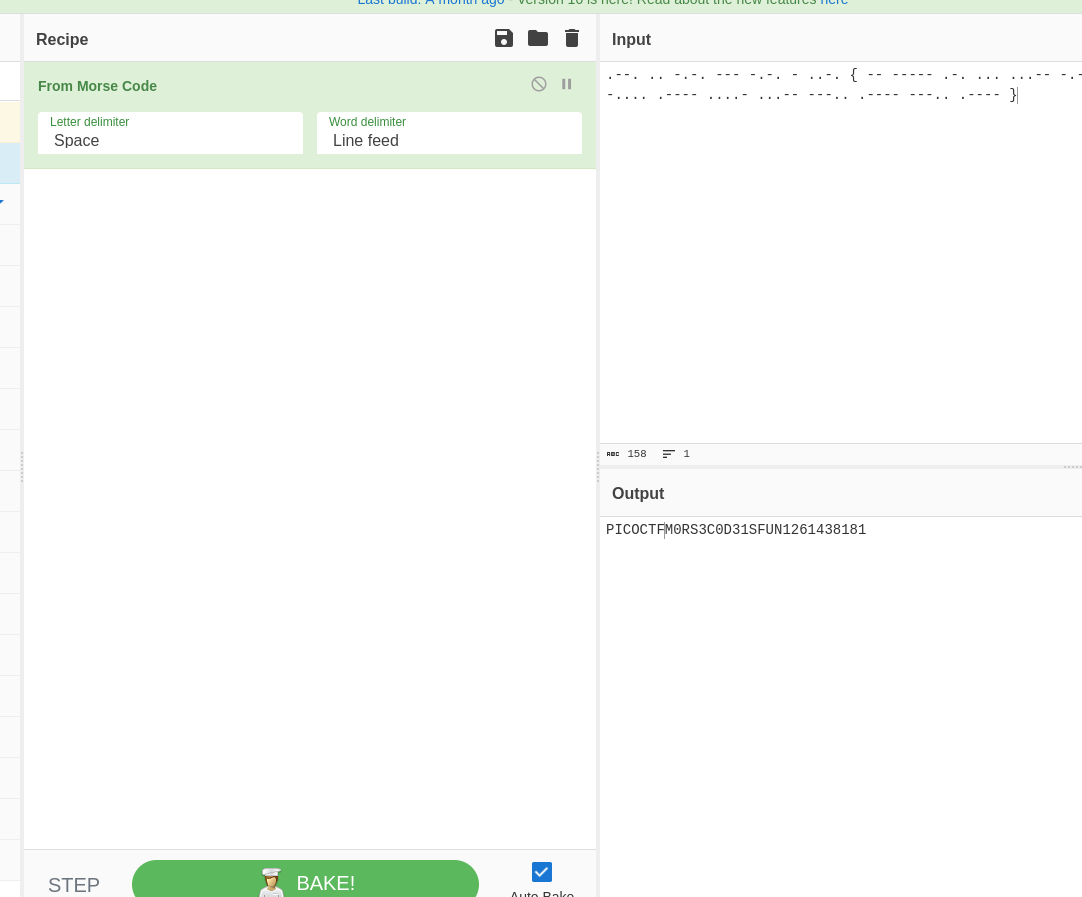 Last build: A month ago - Version 10 is here! Read about the new features here
Recipe
From Morse Code
Letter delimiter
Space
Word delimiter
Line feed
STEP
BAKE!
Auto Bake
Input
.--. .. -.-. --- -.-. - ..-. { -- ----- .-. ... ...-- -.-
-.... .---- ....- ...-- ---.. .---- ---.. .---- }
ABC 158 1
Output
PICOCTFM0RS3C0D31SFUN1261438181